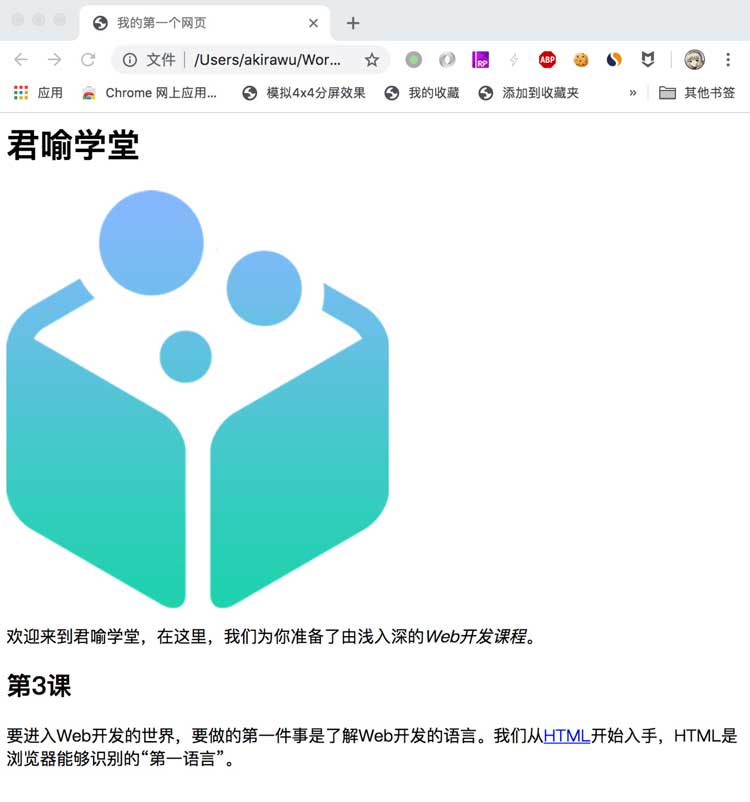 我的第一个网页
文件 /Users/akirawu/Wor...
RP
ABP
应用 Chrome 网上应用... 模拟4x4分屏效果 我的收藏 添加到收藏夹 » 其他书签
君喻学堂
欢迎来到君喻学堂，在这里，我们为你准备了由浅入深的Web开发课程。
第3课
要进入Web开发的世界，要做的第一件事是了解Web开发的语言。我们从HTML开始入手，HTML是
浏览器能够识别的“第一语言”。